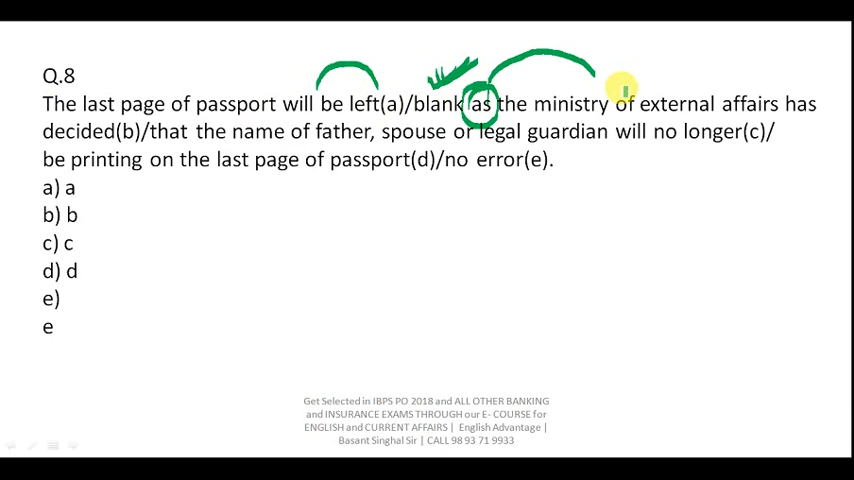 Q.8
The last page of passport will be left(a)/blank as the ministry of external affairs has
decided(b)/that the name of father, spouse or legal guardian will no longer(c)/
be printing on the last page of passport(d)/no error(e).
a) a
b) b
c) c
d) d
e)
e
Get Selected in IBPS PO 2018 and ALL OTHER BANKING
and INSURANCE EXAMS THROUGH our E- COURSE for
ENGLISH and CURRENT AFFAIRS | English Advantage |
Basant Singhal Sir | CALL 98 93 71 9933